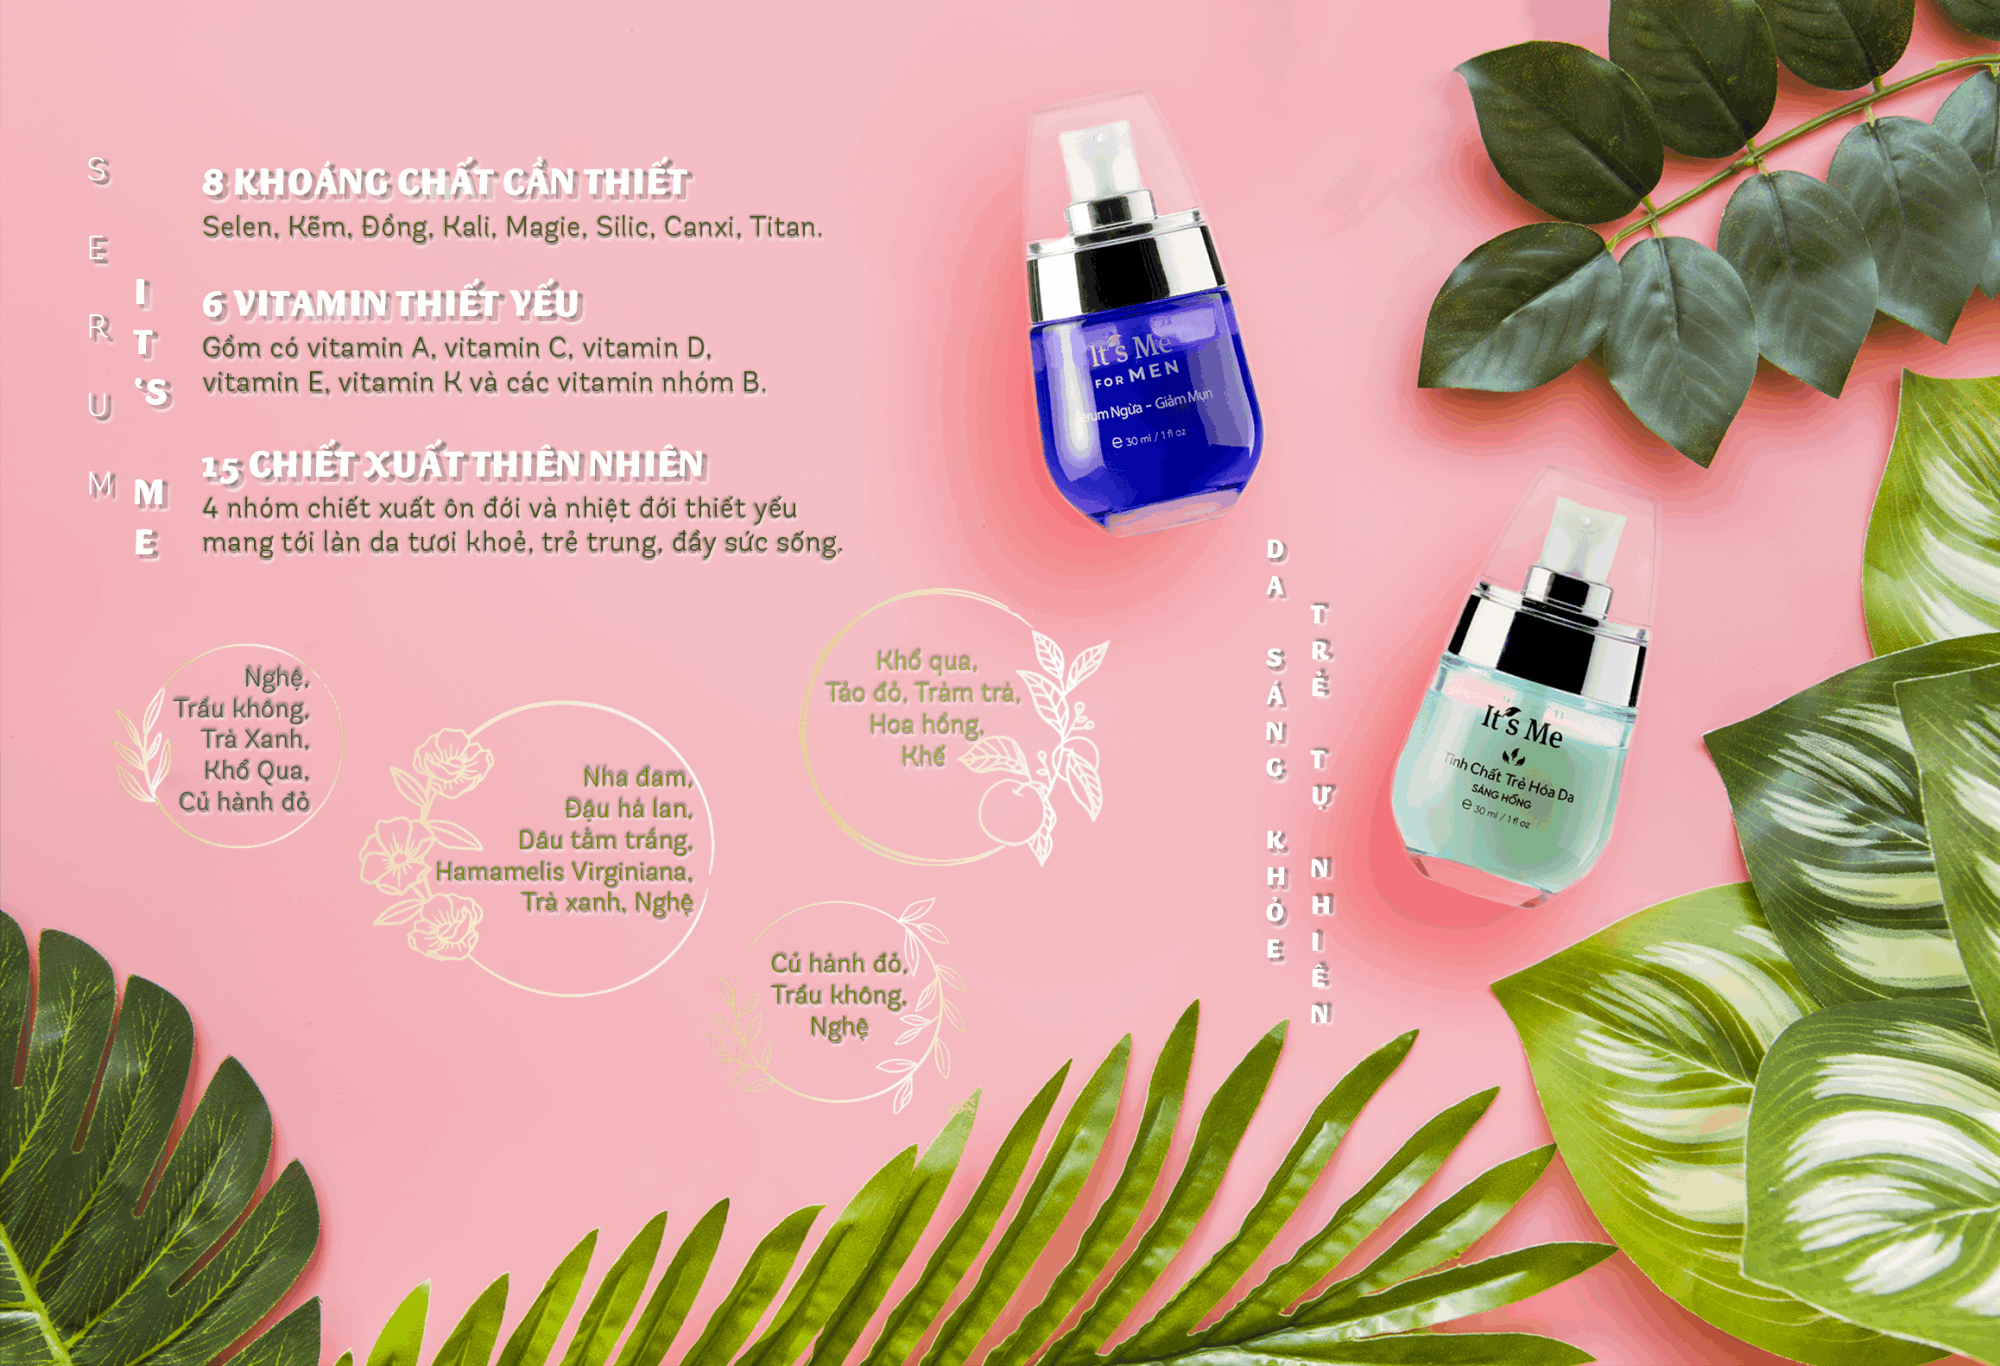 SERUM
IT'S ME
8 KHOÁNG CHẤT CẦN THIẾT
Selen, Kẽm, Đồng, Kali, Magie, Silic, Canxi, Titan.
6 VITAMIN THIẾT YẾU
Gồm có vitamin A, vitamin C, vitamin D,
vitamin E, vitamin K và các vitamin nhóm B.
15 CHIẾT XUẤT THIÊN NHIÊN
4 nhóm chiết xuất ôn đới và nhiệt đới thiết yếu
mang tới làn da tươi khoẻ, trẻ trung, đầy sức sống.
Nghệ,
Trầu không,
Trà Xanh,
Khổ Qua,
Củ hành đỏ
Nha đam,
Đậu hà lan,
Dâu tằm trắng,
Hamamelis Virginiana,
Trà xanh, Nghệ
Khổ qua,
Táo đỏ, Tràm trà,
Hoa hồng,
Khế
Củ hành đỏ,
Trầu không,
Nghệ
It's Me
FOR MEN
Serum Ngừa - Giảm Mụn
e 30 ml / 1 fl oz
DA SÁNG KHỎE
TRẺ TỰ NHIÊN
It's Me
Tinh Chất Trẻ Hóa Da
SÁNG HỒNG
e 30 ml / 1 fl oz